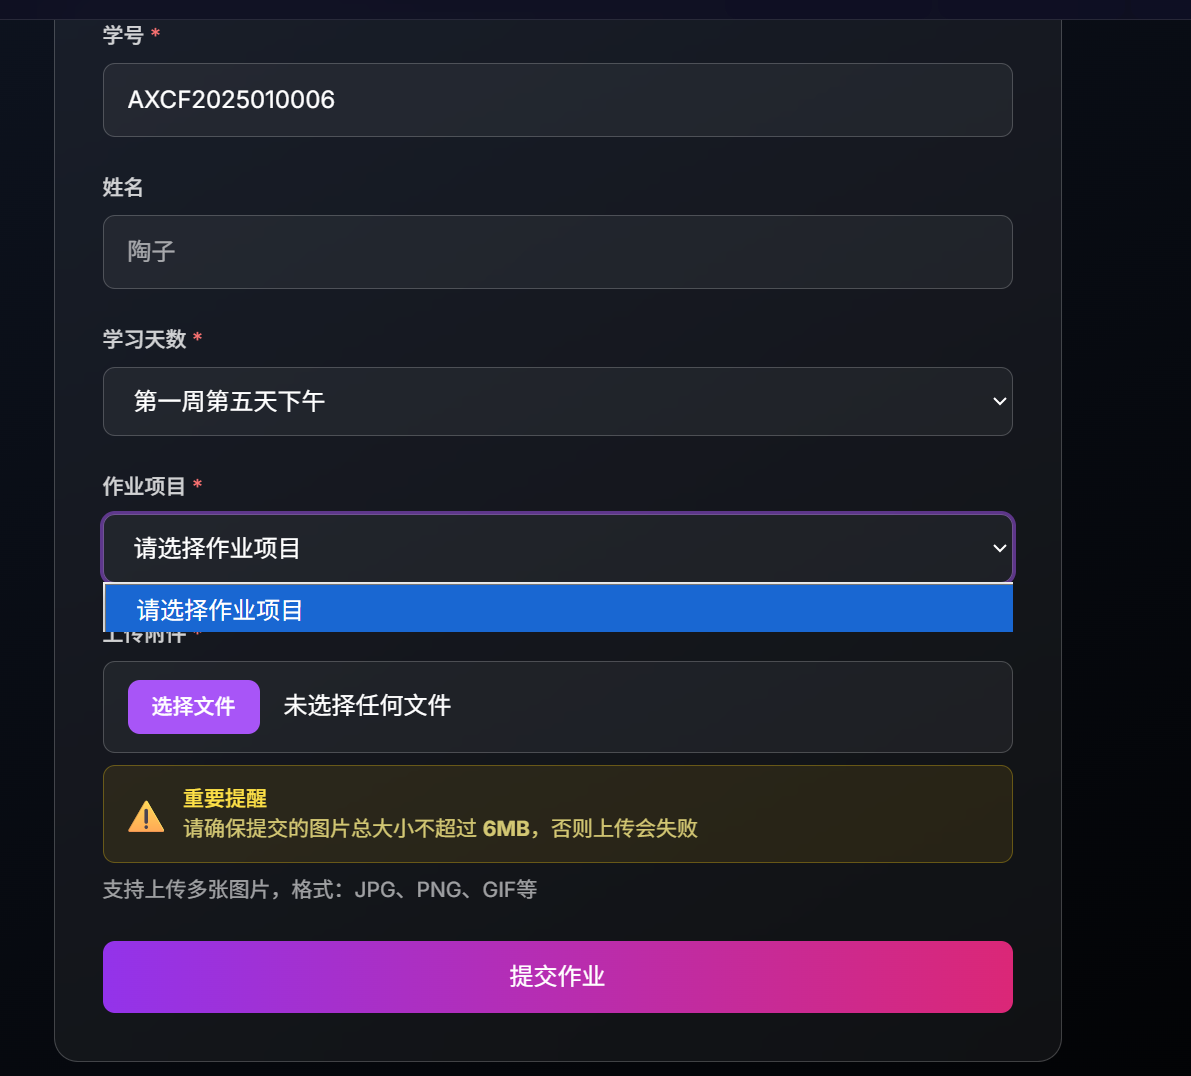 学号 *
AXCF2025010006
姓名
陶子
学习天数 *
第一周第五天下午
作业项目 *
请选择作业项目
请选择作业项目
上传附件 *
选择文件 未选择任何文件
重要提醒
请确保提交的图片总大小不超过 6MB，否则上传会失败
支持上传多张图片，格式：JPG、PNG、GIF等
提交作业